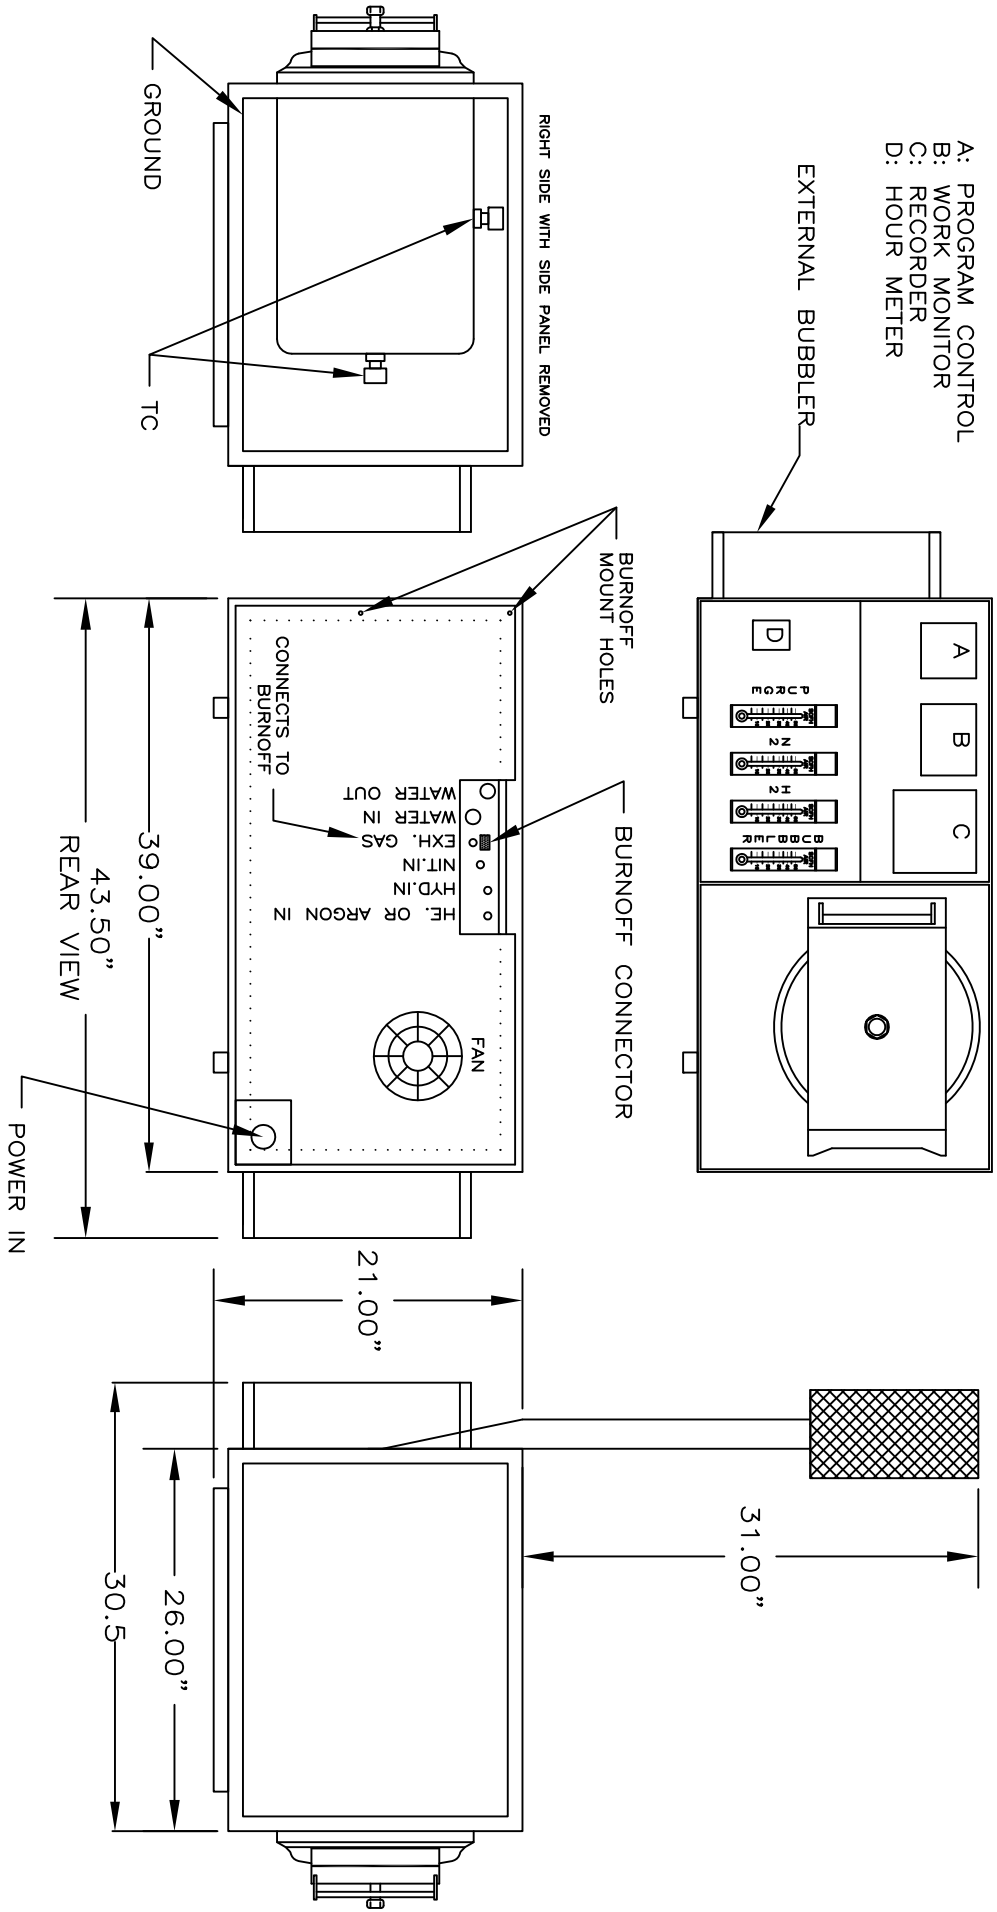 A: PROGRAM CONTROL
B: WORK MONITOR
C: RECORDER
D: HOUR METER
EXTERNAL BUBBLER
A
B
C
D
PURGE
N2
H2
BUBBLER
RIGHT SIDE WITH SIDE PANEL REMOVED
GROUND
TC
BURNOFF
MOUNT HOLES
BURNOFF CONNECTOR
CONNECTS TO
BURNOFF
WATER OUT
WATER IN
EXH. GAS
NIT.IN
HYD.IN
HE. OR ARGON IN
FAN
39.00"
43.50"
REAR VIEW
POWER IN
21.00"
31.00"
26.00"
30.5